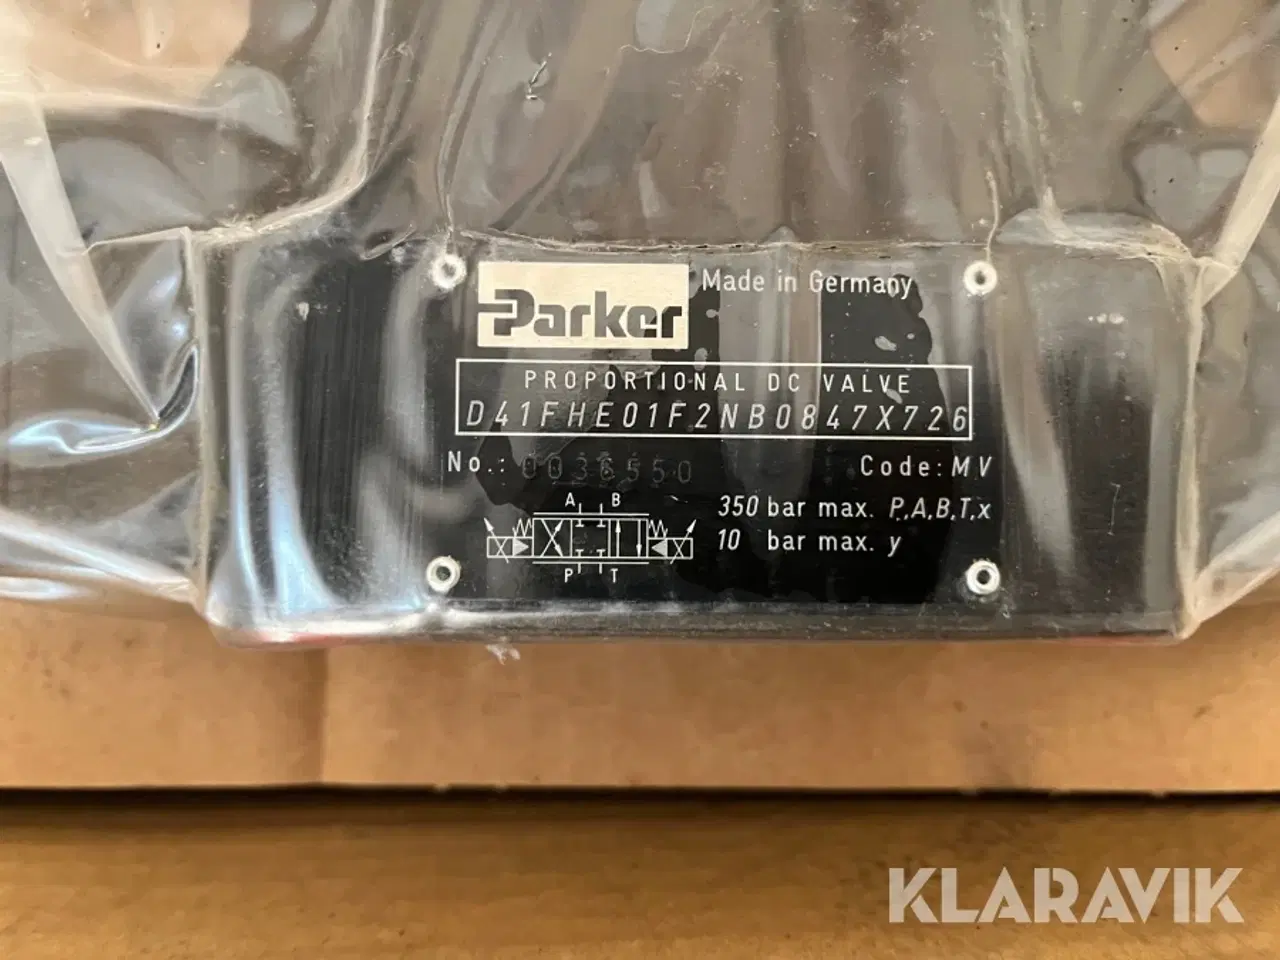 Parker
Made in Germany
PROPORTIONAL DC VALVE
D41FHE01F2NB0847X726
No.: 0036550
Code: MV
A B
P T
350 bar max. P,A,B,T,x
10 bar max. y
KLARAVIK